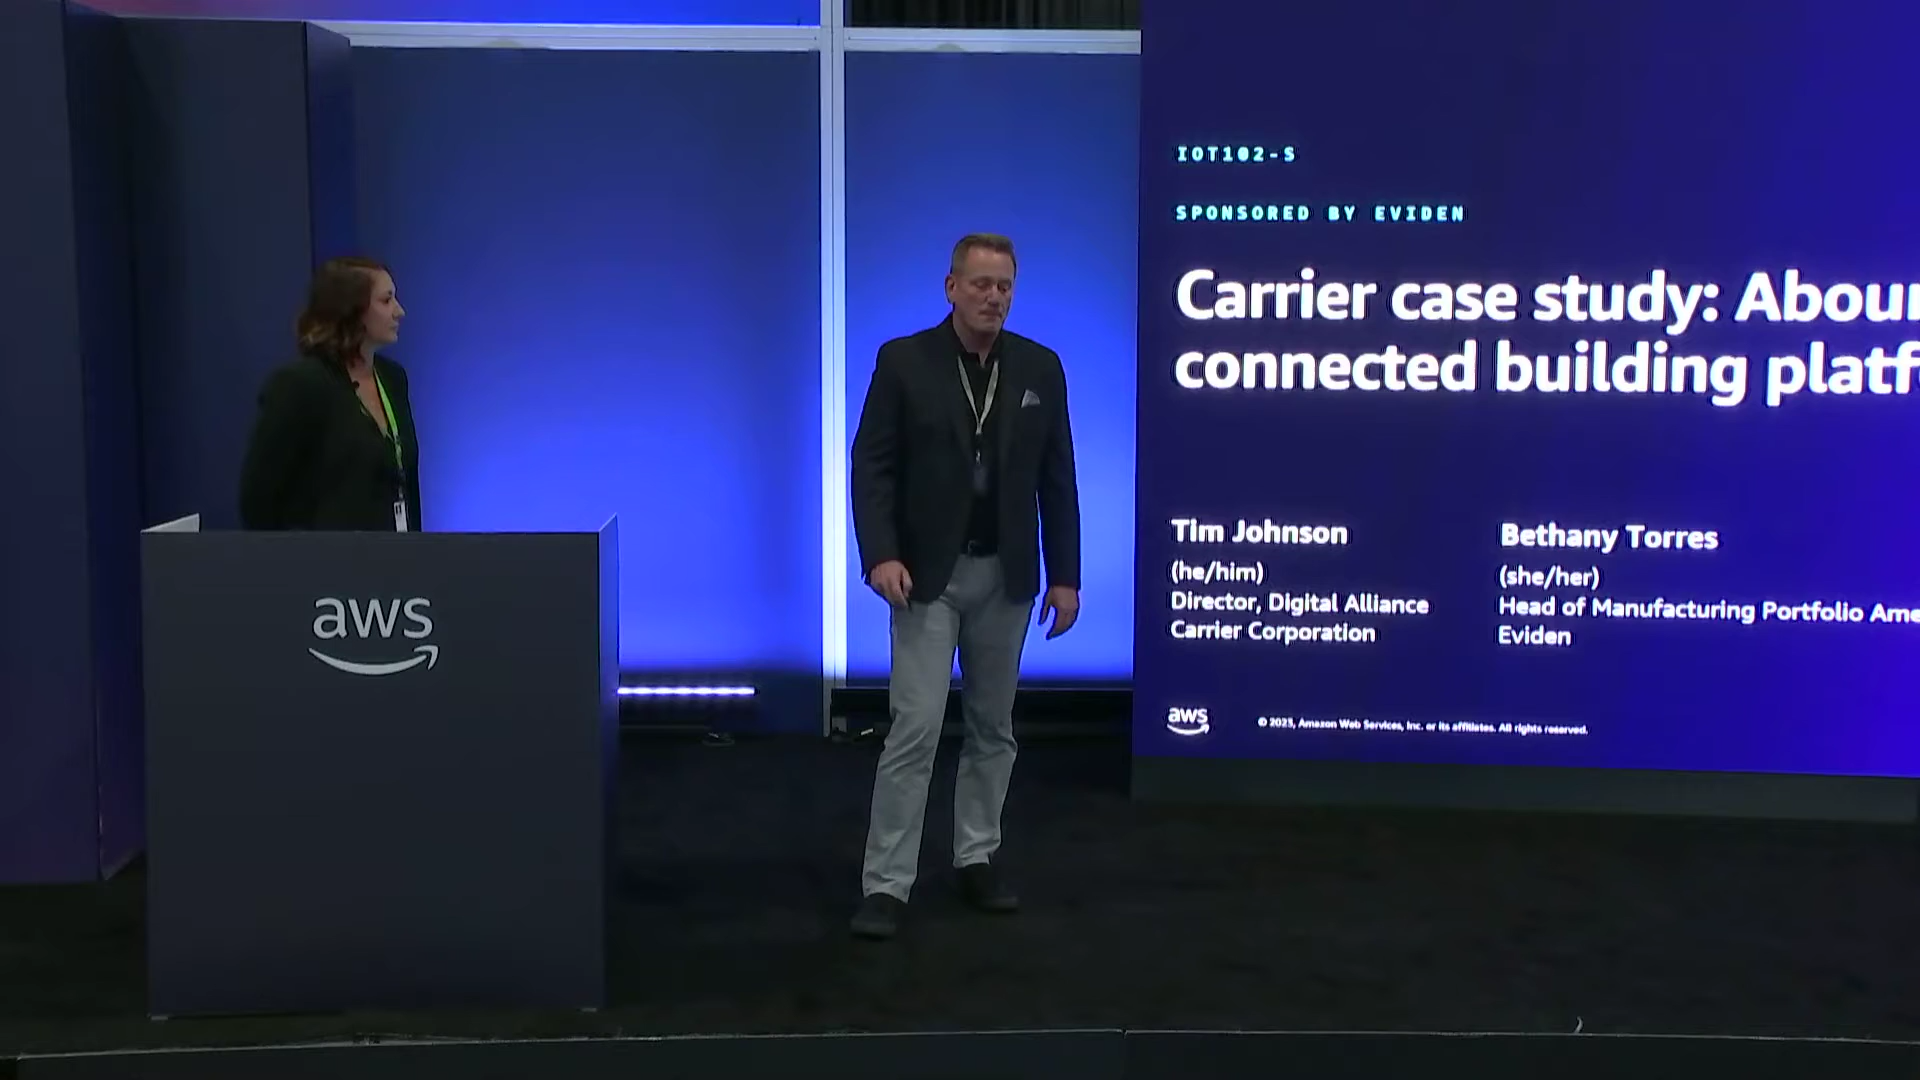 aws
IOT102-S
SPONSORED BY EVIDEN
Carrier case study: Abour
connected building platf
Tim Johnson
(he/him)
Director, Digital Alliance
Carrier Corporation
Bethany Torres
(she/her)
Head of Manufacturing Portfolio Ame
Eviden
aws
© 2023, Amazon Web Services, Inc. or its affiliates. All rights reserved.